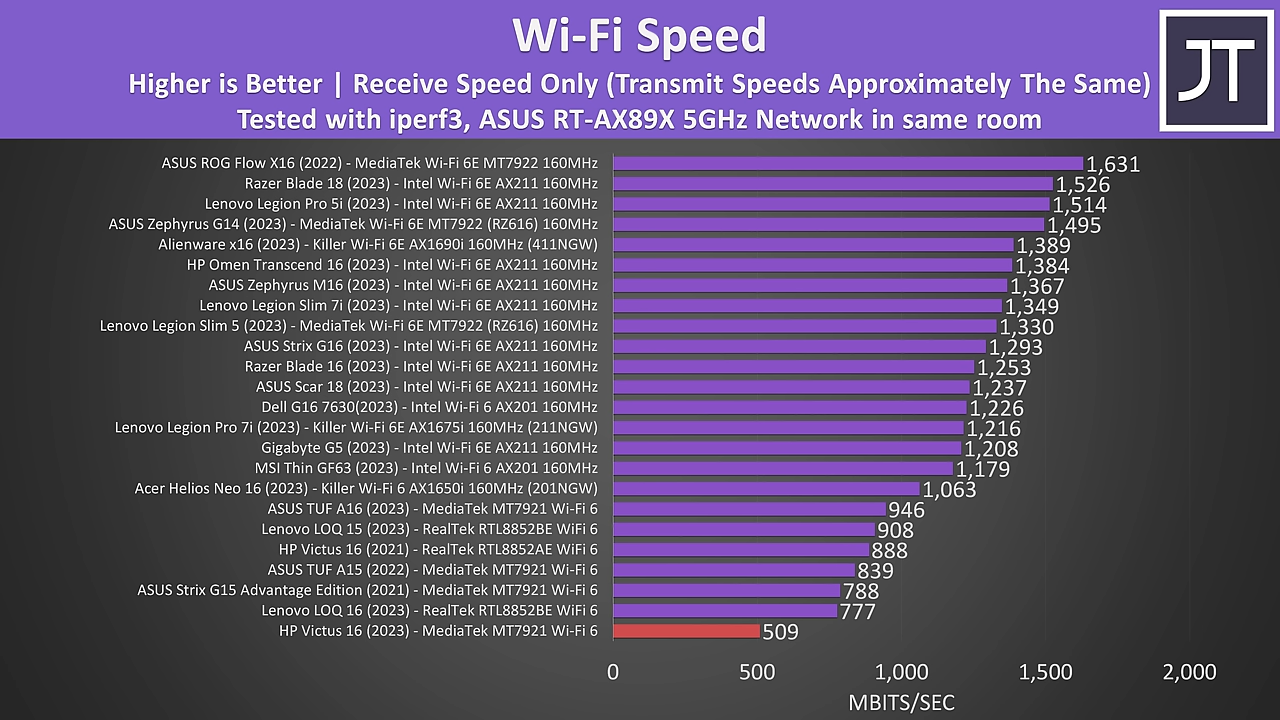 Wi-Fi Speed
JT
Higher is Better | Receive Speed Only (Transmit Speeds Approximately The Same)
Tested with iperf3, ASUS RT-AX89X 5GHz Network in same room
ASUS ROG Flow X16 (2022) - MediaTek Wi-Fi 6E MT7922 160MHz 1,631
Razer Blade 18 (2023) - Intel Wi-Fi 6E AX211 160MHz 1,526
Lenovo Legion Pro 5i (2023) - Intel Wi-Fi 6E AX211 160MHz 1,514
ASUS Zephyrus G14 (2023) - MediaTek Wi-Fi 6E MT7922 (RZ616) 160MHz 1,495
Alienware x16 (2023) - Killer Wi-Fi 6E AX1690i 160MHz (411NGW) 1,389
HP Omen Transcend 16 (2023) - Intel Wi-Fi 6E AX211 160MHz 1,384
ASUS Zephyrus M16 (2023) - Intel Wi-Fi 6E AX211 160MHz 1,367
Lenovo Legion Slim 7i (2023) - Intel Wi-Fi 6E AX211 160MHz 1,349
Lenovo Legion Slim 5 (2023) - MediaTek Wi-Fi 6E MT7922 (RZ616) 160MHz 1,330
ASUS Strix G16 (2023) - Intel Wi-Fi 6E AX211 160MHz 1,293
Razer Blade 16 (2023) - Intel Wi-Fi 6E AX211 160MHz 1,253
ASUS Scar 18 (2023) - Intel Wi-Fi 6E AX211 160MHz 1,237
Dell G16 7630(2023) - Intel Wi-Fi 6 AX201 160MHz 1,226
Lenovo Legion Pro 7i (2023) - Killer Wi-Fi 6E AX1675i 160MHz (211NGW) 1,216
Gigabyte G5 (2023) - Intel Wi-Fi 6E AX211 160MHz 1,208
MSI Thin GF63 (2023) - Intel Wi-Fi 6 AX201 160MHz 1,179
Acer Helios Neo 16 (2023) - Killer Wi-Fi 6 AX1650i 160MHz (201NGW) 1,063
ASUS TUF A16 (2023) - MediaTek MT7921 Wi-Fi 6 946
Lenovo LOQ 15 (2023) - RealTek RTL8852BE WiFi 6 908
HP Victus 16 (2021) - RealTek RTL8852AE WiFi 6 888
ASUS TUF A15 (2022) - MediaTek MT7921 Wi-Fi 6 839
ASUS Strix G15 Advantage Edition (2021) - MediaTek MT7921 Wi-Fi 6 788
Lenovo LOQ 16 (2023) - RealTek RTL8852BE WiFi 6 777
HP Victus 16 (2023) - MediaTek MT7921 Wi-Fi 6 509
0 500 1,000 1,500 2,000
MBITS/SEC